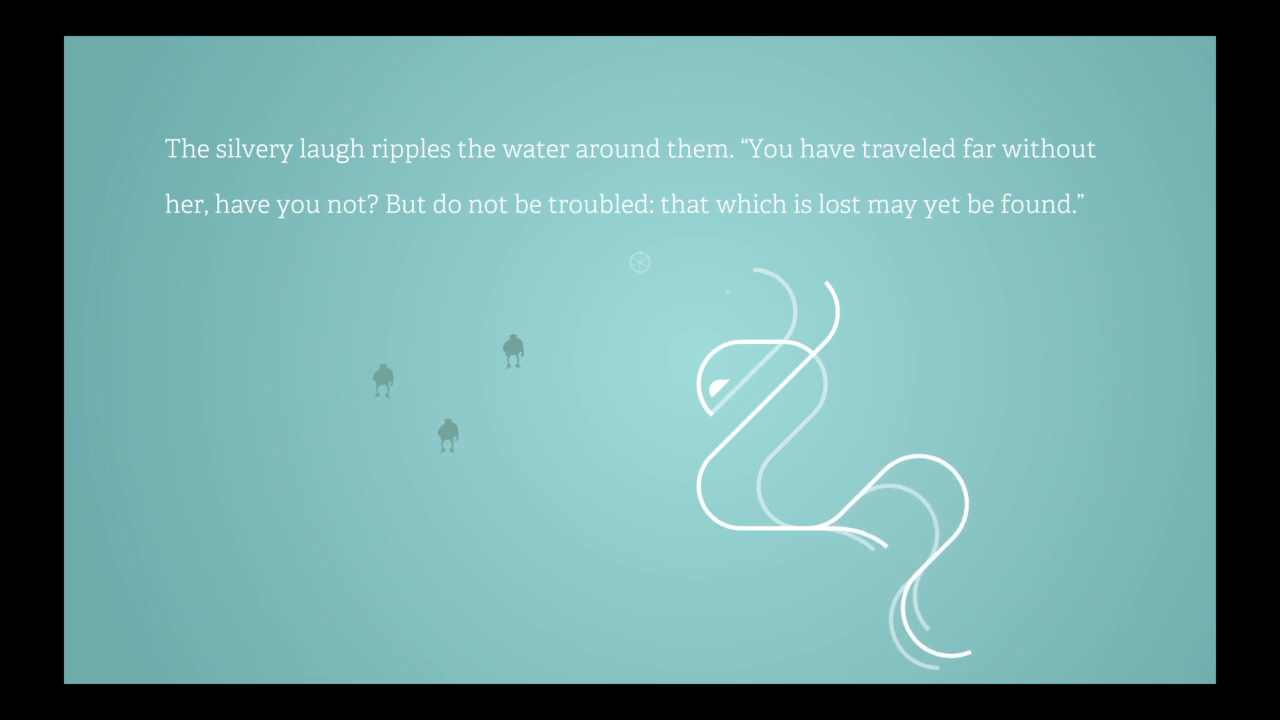 The silvery laugh ripples the water around them. “You have traveled far without
her, have you not? But do not be troubled: that which is lost may yet be found.”